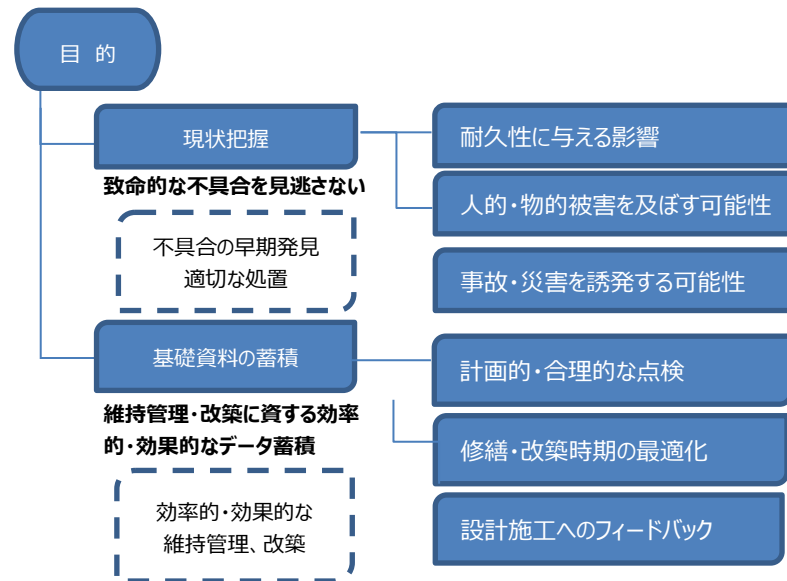 目 的
現状把握
致命的な不具合を見逃さない
不具合の早期発見
適切な処置
耐久性に与える影響
人的・物的被害を及ぼす可能性
事故・災害を誘発する可能性
基礎資料の蓄積
維持管理・改築に資する効率
的・効果的なデータ蓄積
効率的・効果的な
維持管理、改築
計画的・合理的な点検
修繕・改築時期の最適化
設計施工へのフィードバック